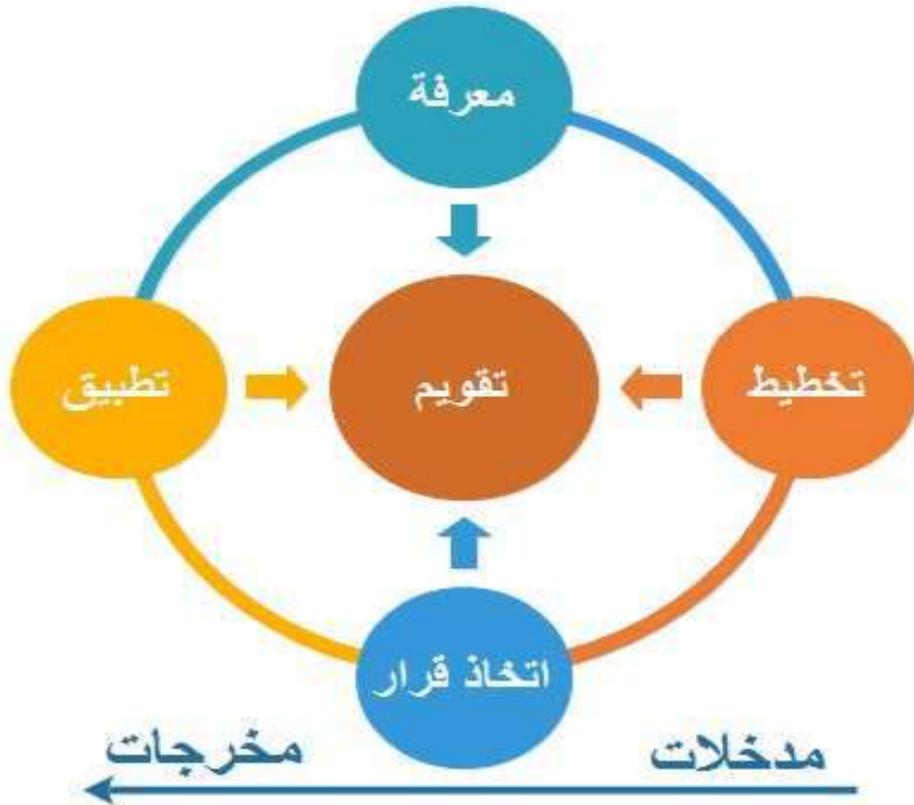 معرفة
تخطيط
تقويم
تطبيق
اتخاذ قرار
مدخلات
مخرجات